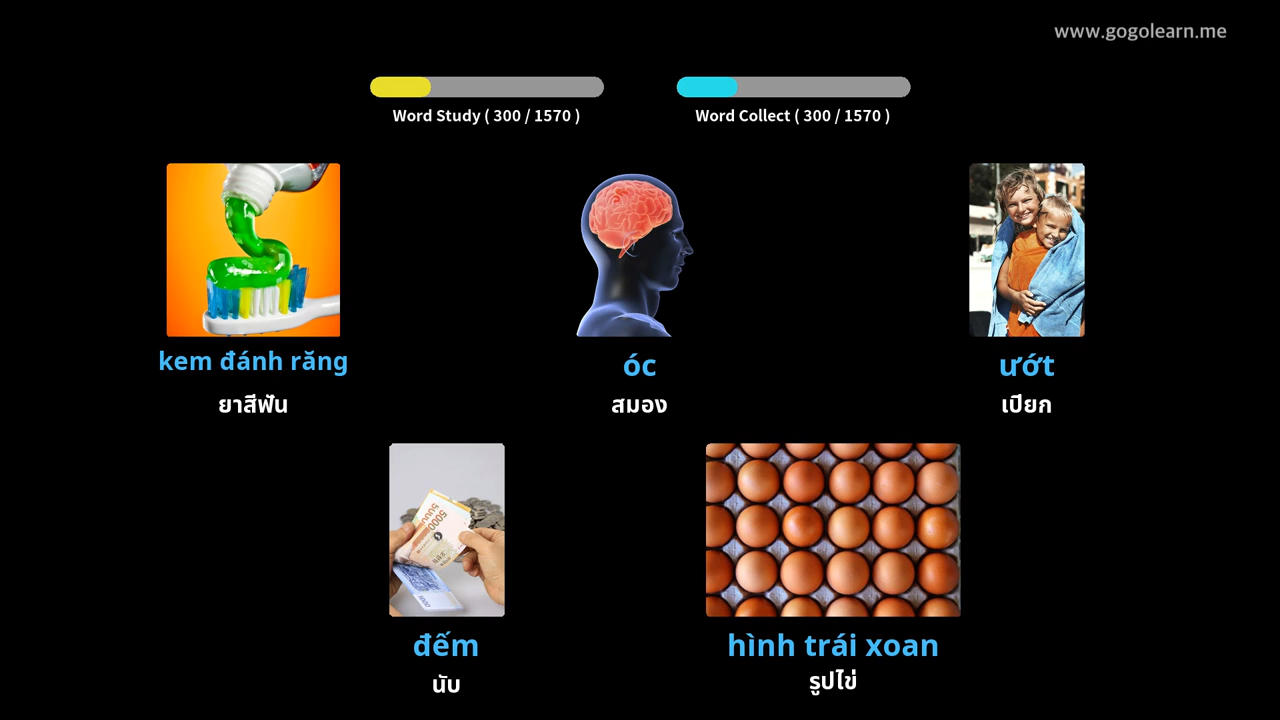 www.gogolearn.me
Word Study ( 300 / 1570 )
Word Collect ( 300 / 1570 )
kem đánh răng
ยาสีฟัน
óc
สมอง
ướt
เปียก
5000
1000
đếm
นับ
hình trái xoan
รูปไข่